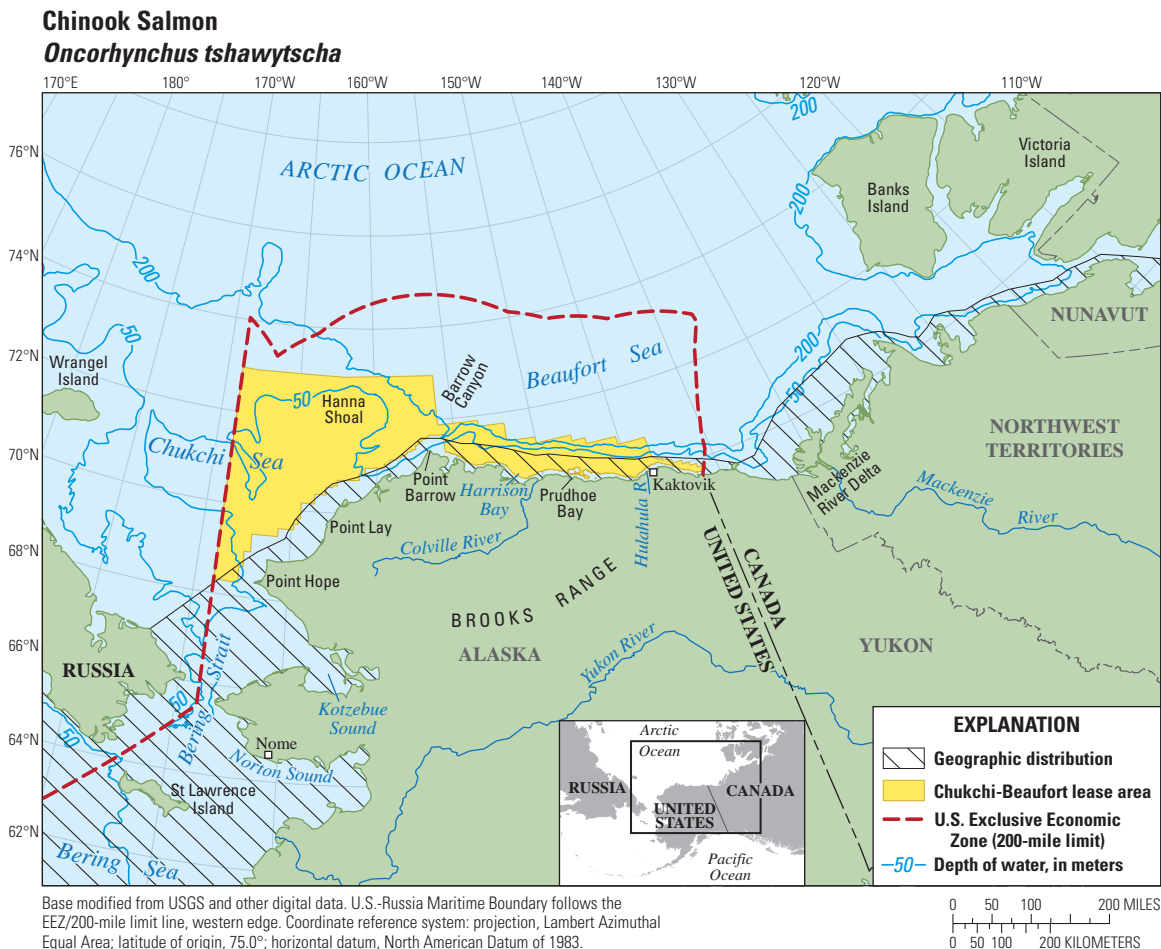 Chinook Salmon
Oncorhynchus tshawytscha
170°E
180°
170°W
160°W
150°W
140°W
130°W
120°W
110°W
76°N
74°N
72°N
70°N
68°N
66°N
64°N
62°N
ARCTIC OCEAN
200
Victoria
Island
Banks
Island
200
200
NUNAVUT
50
Wrangel
Island
Beaufort Sea
Barrow
Canyon
200
50
50
Hanna
Shoal
Chukchi Sea
NORTHWEST
TERRITORIES
Point
Barrow
Harrison
Bay
Prudhoe
Bay
Hulahula R
Kaktovik
Mackenzie
River Delta
Mackenzie
River
Point Lay
Colville River
Point Hope
BROOKS RANGE
CANADA
UNITED STATES
ALASKA
YUKON
Yukon River
RUSSIA
Bering Strait
50
50
Kotzebue
Sound
Nome
Norton Sound
St Lawrence
Island
Bering Sea
Arctic
Ocean
RUSSIA
UNITED
STATES
CANADA
Pacific
Ocean
EXPLANATION
Geographic distribution
Chukchi-Beaufort lease area
U.S. Exclusive Economic
Zone (200-mile limit)
50
Depth of water, in meters
Base modified from USGS and other digital data. U.S.-Russia Maritime Boundary follows the
EEZ/200-mile limit line, western edge. Coordinate reference system: projection, Lambert Azimuthal
Equal Area; latitude of origin, 75.0°; horizontal datum, North American Datum of 1983.
0 50 100 200 MILES
0 50 100 200 KILOMETERS